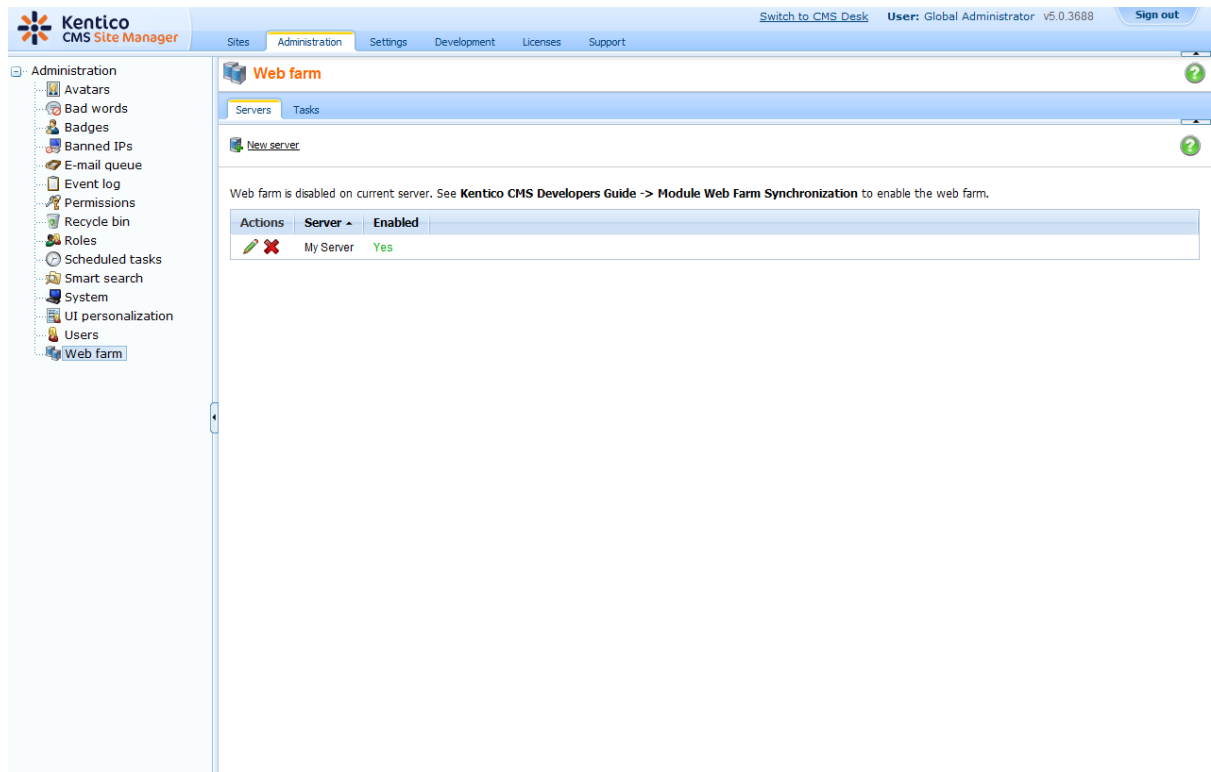 Kentico
CMS Site Manager
Switch to CMS Desk User: Global Administrator v5.0.3688 Sign out
Sites Administration Settings Development Licenses Support
Administration
Avatars
Bad words
Badges
Banned IPs
E-mail queue
Event log
Permissions
Recycle bin
Roles
Scheduled tasks
Smart search
System
UI personalization
Users
Web farm
Web farm
Servers Tasks
New server
Web farm is disabled on current server. See Kentico CMS Developers Guide -> Module Web Farm Synchronization to enable the web farm.
Actions Server Enabled
My Server Yes